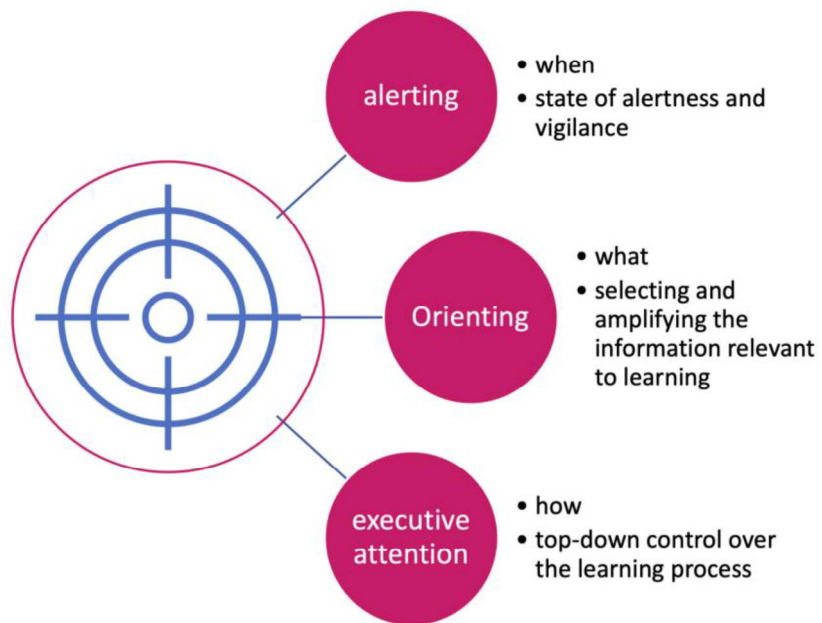 alerting
• when
• state of alertness and
vigilance
Orienting
• what
• selecting and
amplifying the
information relevant
to learning
executive
attention
• how
• top-down control over
the learning process